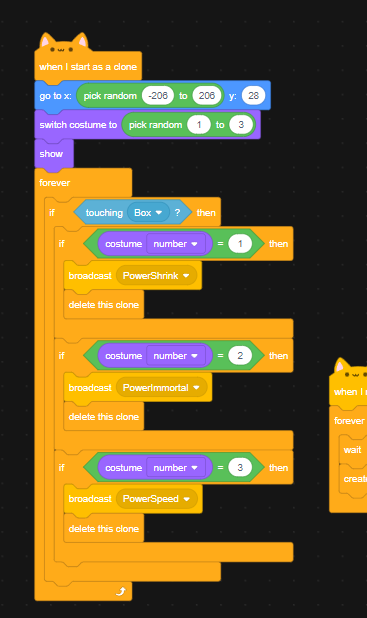 when I start as a clone
go to x: pick random -206 to 206 y: 28
switch costume to pick random 1 to 3
show
forever
if touching Box ? then
if costume number = 1 then
broadcast PowerShrink
delete this clone
if costume number = 2 then
broadcast PowerImmortal
delete this clone
if costume number = 3 then
broadcast PowerSpeed
delete this clone
when I
forever
wait